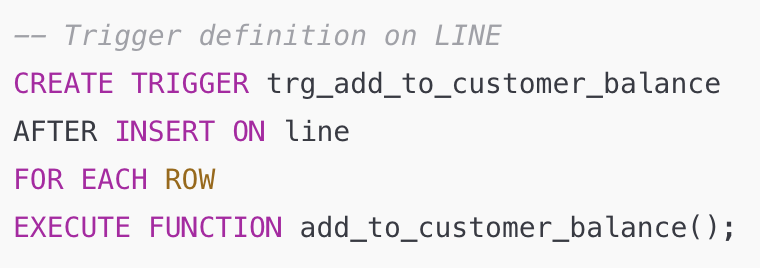 -- Trigger definition on LINE
CREATE TRIGGER trg_add_to_customer_balance
AFTER INSERT ON line
FOR EACH ROW
EXECUTE FUNCTION add_to_customer_balance();